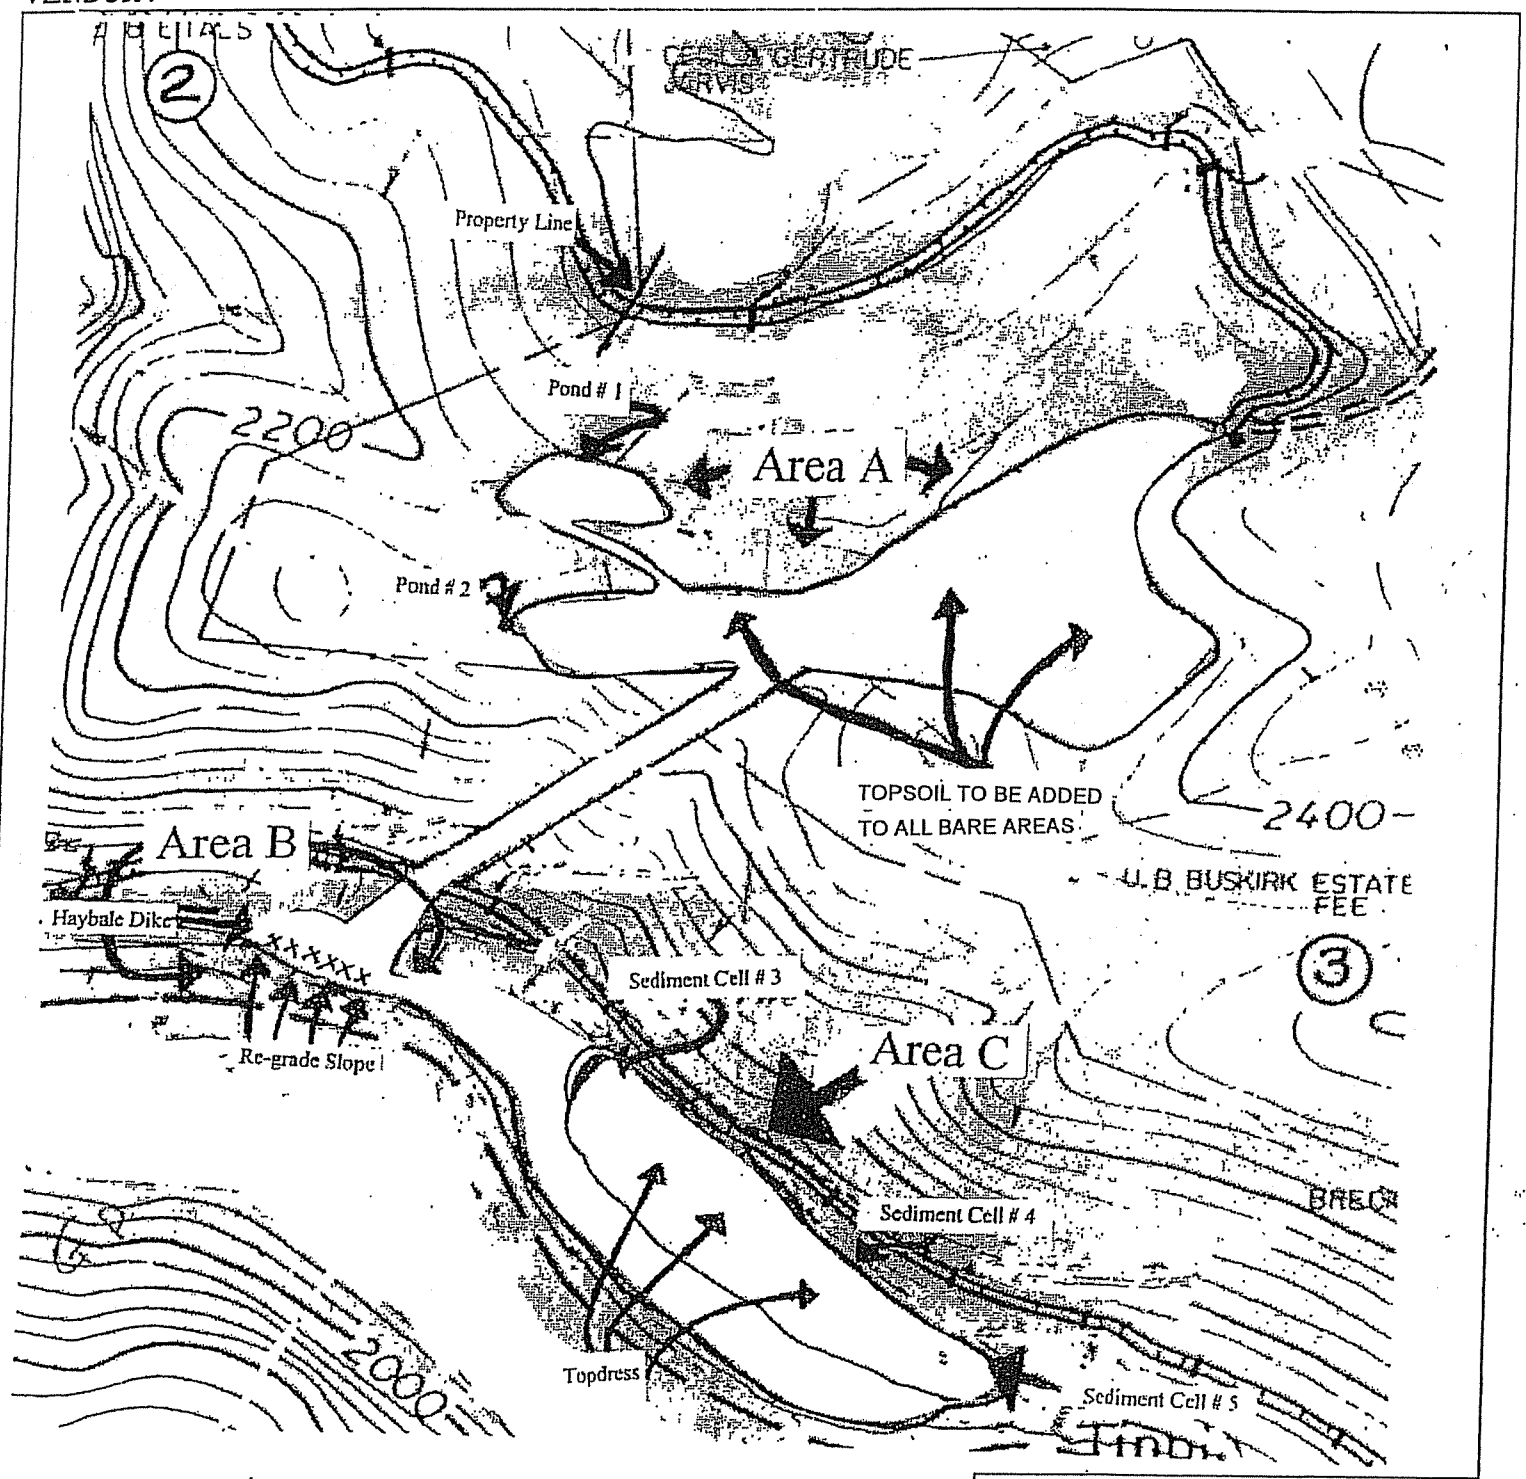 ②
GERTRUDE
Property Line
Pond # 1
2200
Area A
Pond # 2
TOPSOIL TO BE ADDED
TO ALL BARE AREAS
2400
Area B
U.B. BUSKIRK ESTATE
FEE
Haybale Dike
xxxxxx
③
Sediment Cell # 3
Re-grade Slope
Area C
Sediment Cell # 4
2000
Topdress
Sediment Cell # 5